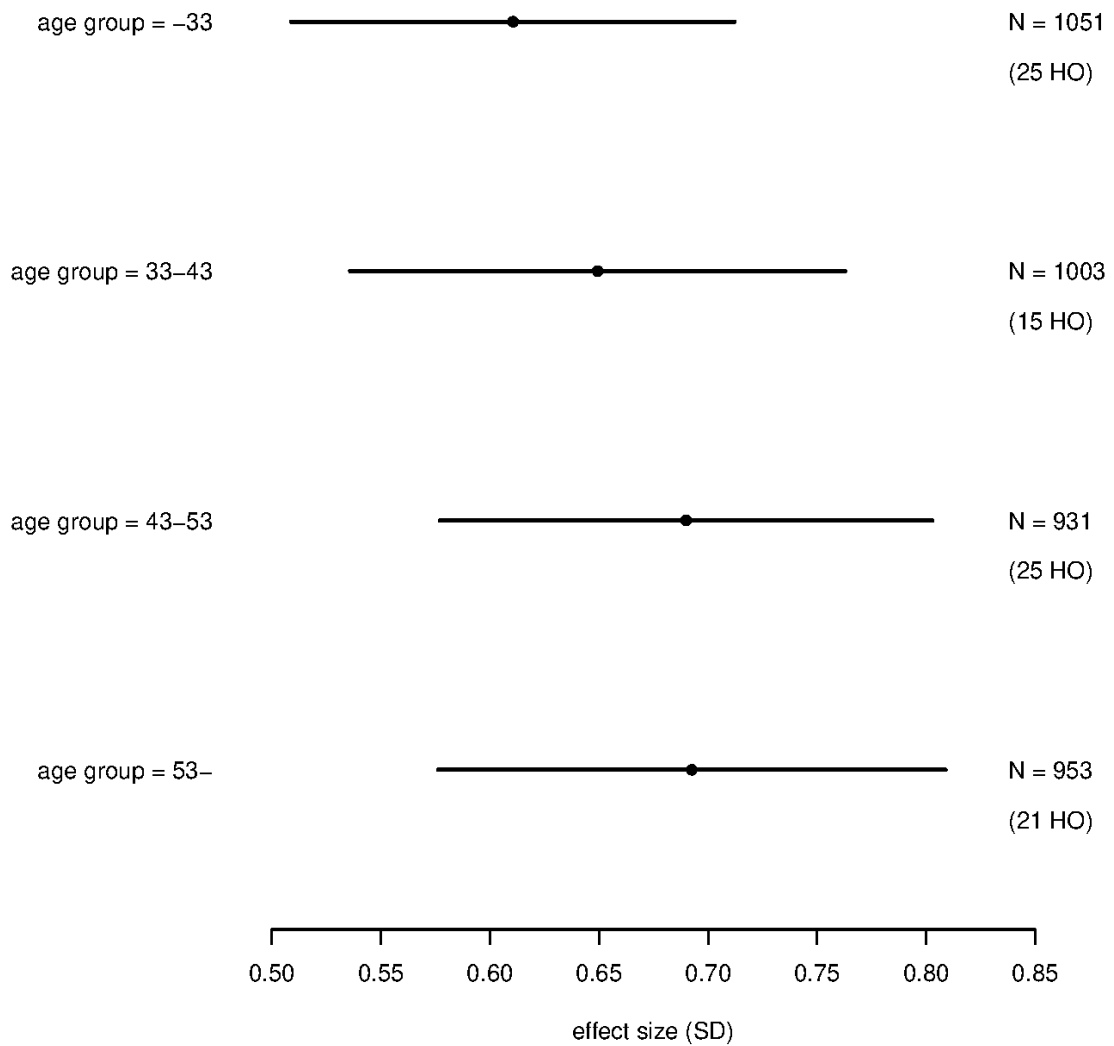 age group = −33 N = 1051
(25 HO)
age group = 33−43 N = 1003
(15 HO)
age group = 43−53 N = 931
(25 HO)
age group = 53− N = 953
(21 HO)
0.50 0.55 0.60 0.65 0.70 0.75 0.80 0.85
effect size (SD)